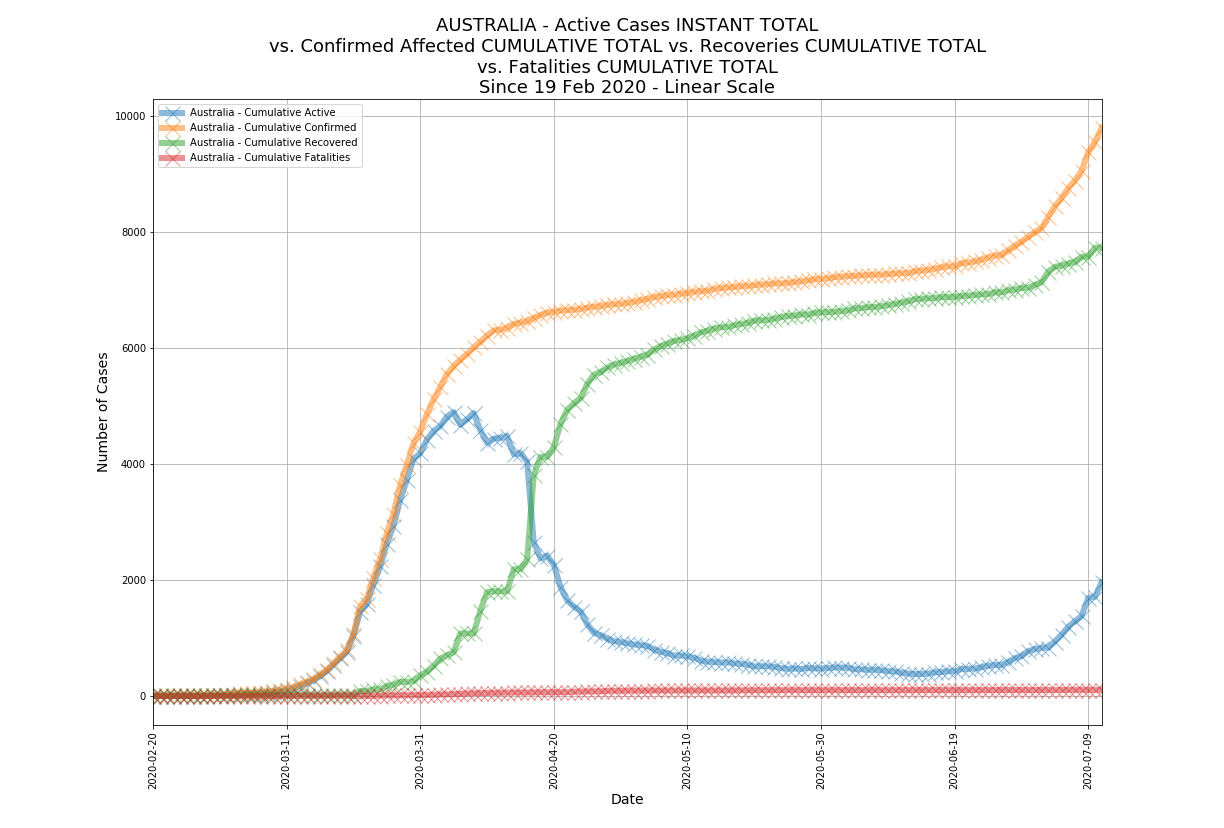 AUSTRALIA - Active Cases INSTANT TOTAL
vs. Confirmed Affected CUMULATIVE TOTAL vs. Recoveries CUMULATIVE TOTAL
vs. Fatalities CUMULATIVE TOTAL
Since 19 Feb 2020 - Linear Scale
Australia - Cumulative Active
Australia - Cumulative Confirmed
Australia - Cumulative Recovered
Australia - Cumulative Fatalities
Number of Cases
10000
8000
6000
4000
2000
0
2020-02-20
2020-03-11
2020-03-31
2020-04-20
2020-05-10
2020-05-30
2020-06-19
2020-07-09
Date